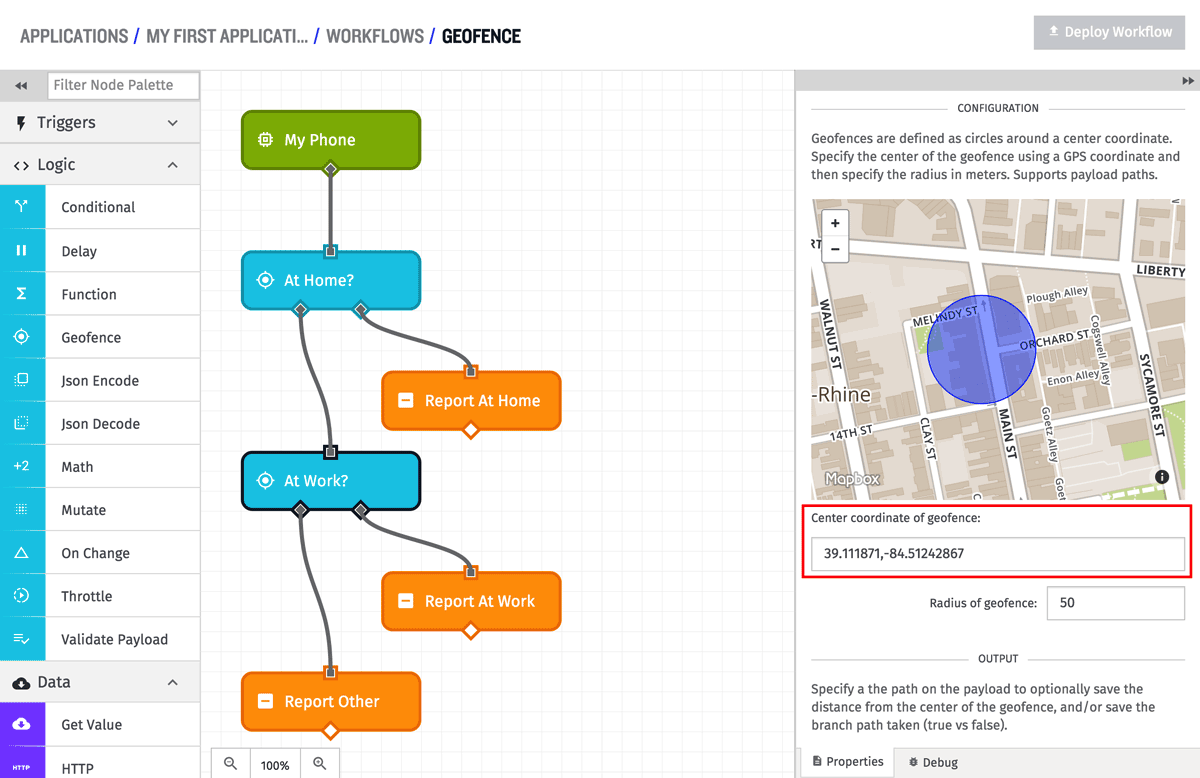 APPLICATIONS / MY FIRST APPLICATI... / WORKFLOWS / GEOFENCE
Deploy Workflow
Filter Node Palette
Triggers
Logic
Conditional
Delay
Function
Geofence
Json Encode
Json Decode
+2 Math
Mutate
On Change
Throttle
Validate Payload
Data
Get Value
HTTP HTTP
My Phone
At Home?
Report At Home
At Work?
Report At Work
Report Other
100%
CONFIGURATION
Geofences are defined as circles around a center coordinate.
Specify the center of the geofence using a GPS coordinate and
then specify the radius in meters. Supports payload paths.
+
−
LIBERTY
Plough Alley
MELINDY ST
WALNUT ST
ORCHARD ST
Cogswell Alley
Enon Alley
SYCAMORE ST
-Rhine
14TH ST
CLAY ST
MAIN ST
Goetz Alley
Goe
Mapbox
Center coordinate of geofence:
39.111871,-84.51242867
Radius of geofence: 50
OUTPUT
Specify a the path on the payload to optionally save the
distance from the center of the geofence, and/or save the
branch path taken (true vs false).
Properties
Debug